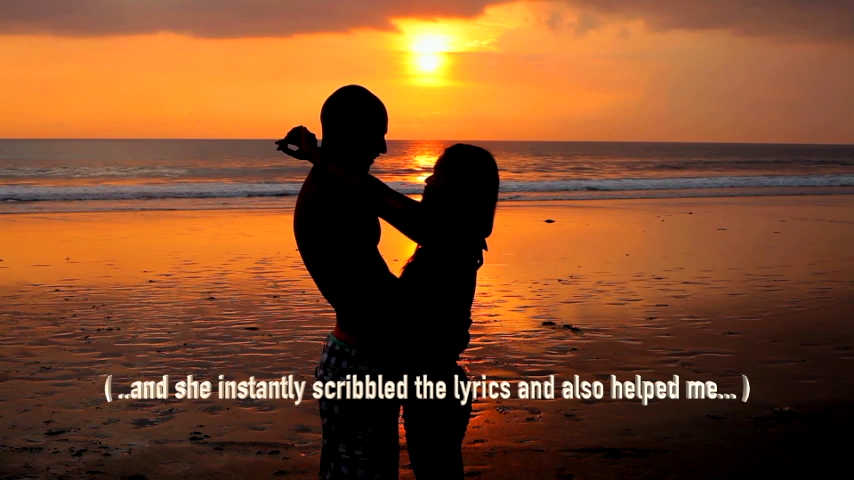 ( ..and she instantly scribbled the lyrics and also helped me... )